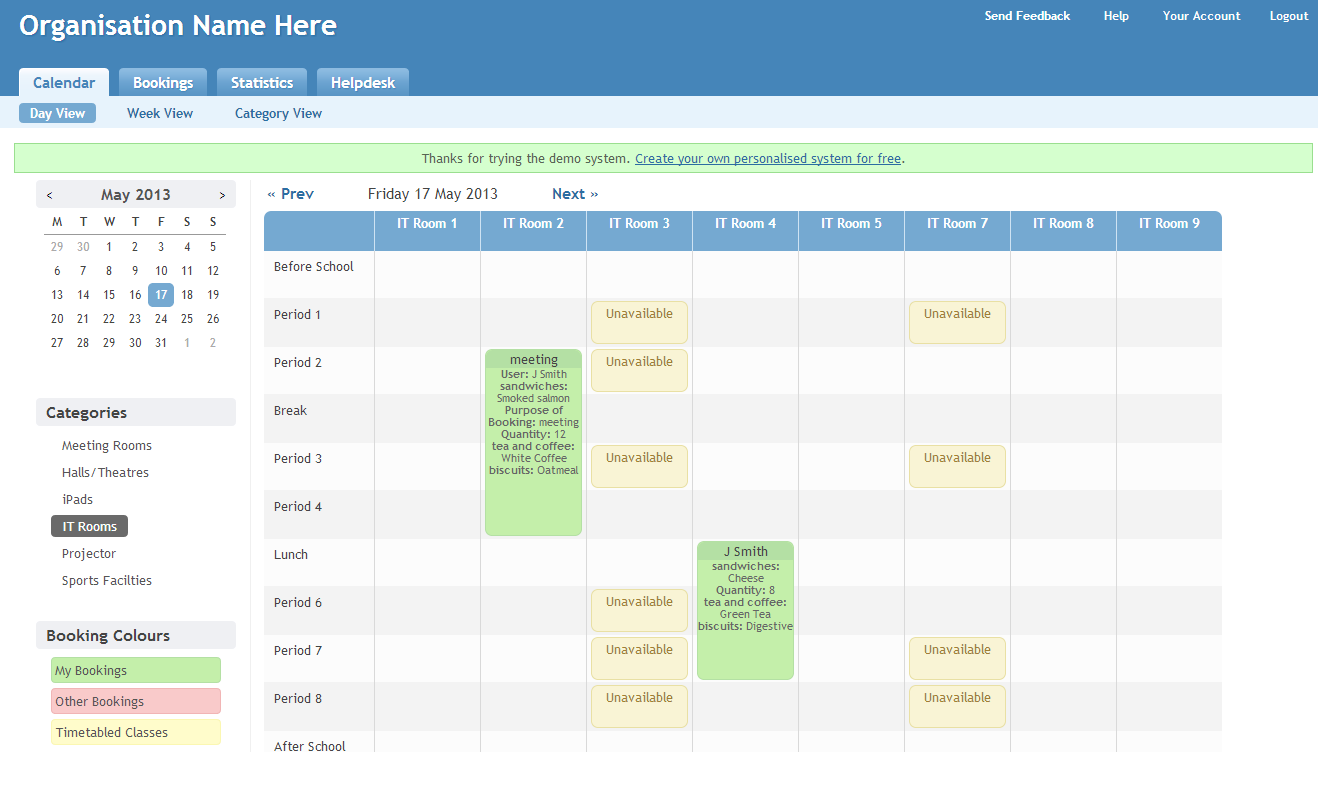 Organisation Name Here
Send Feedback Help Your Account Logout
Calendar Bookings Statistics Helpdesk
Day View Week View Category View
Thanks for trying the demo system. Create your own personalised system for free.
< May 2013 >
M T W T F S S
29 30 1 2 3 4 5
6 7 8 9 10 11 12
13 14 15 16 17 18 19
20 21 22 23 24 25 26
27 28 29 30 31 1 2
Categories
Meeting Rooms
Halls/Theatres
iPads
IT Rooms
Projector
Sports Facilties
Booking Colours
My Bookings
Other Bookings
Timetabled Classes
« Prev Friday 17 May 2013 Next »
IT Room 1 IT Room 2 IT Room 3 IT Room 4 IT Room 5 IT Room 7 IT Room 8 IT Room 9
Before School
Period 1 Unavailable Unavailable
Period 2 Unavailable
meeting
User: J Smith
sandwiches:
Smoked salmon
Purpose of
Booking: meeting
Quantity: 12
tea and coffee:
White Coffee
biscuits: Oatmeal
Break
Period 3 Unavailable Unavailable
Period 4
Lunch
J Smith
sandwiches:
Cheese
Quantity: 8
tea and coffee:
Green Tea
biscuits: Digestive
Period 6 Unavailable
Period 7 Unavailable Unavailable
Period 8 Unavailable Unavailable
After School